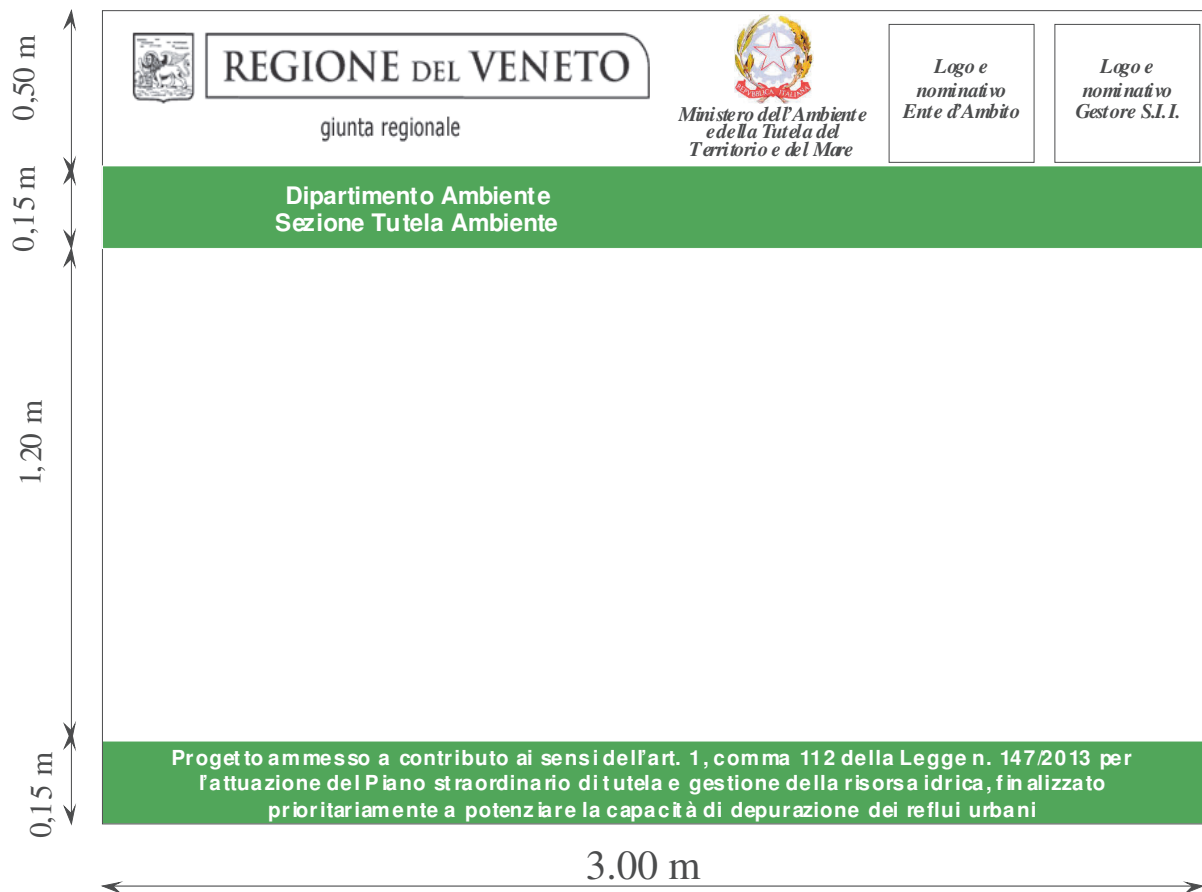 0,50 m
REGIONE DEL VENETO
giunta regionale
REPVBBLICA ITALIANA
Ministero dell'Ambiente
e della Tutela del
Territorio e del Mare
Logo e
nominativo
Ente d'Ambito
Logo e
nominativo
Gestore S.I.I.
0,15 m
Dipartimento Ambiente
Sezione Tutela Ambiente
1,20 m
0,15 m
Progetto ammesso a contributo ai sensi dell'art. 1, comma 112 della Legge n. 147/2013 per
l'attuazione del Piano straordinario di tutela e gestione della risorsa idrica, finalizzato
prioritariamente a potenziare la capacità di depurazione dei reflui urbani
3.00 m